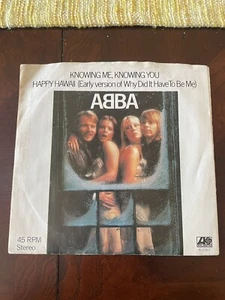 KNOWING ME, KNOWING YOU
HAPPY HAWAII (Early version of Why Did It Have To Be Me)
ABBA
45 RPM
Stereo